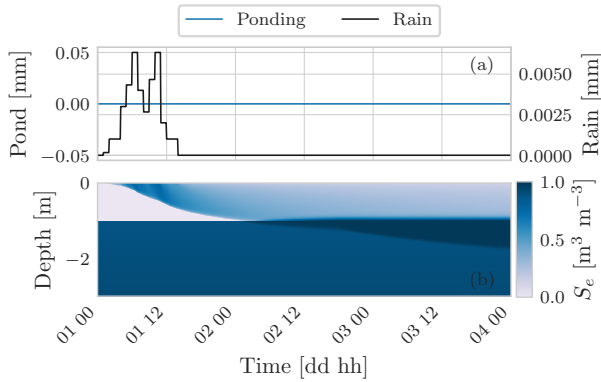 Ponding Rain
Pond [mm]
0.05
0.00
−0.05
(a)
Rain [mm]
0.0050
0.0025
0.0000
Depth [m]
0
−2
(b)
1.0
0.5
0.0
S_e [m³ m⁻³]
01 00
01 12
02 00
02 12
03 00
03 12
04 00
Time [dd hh]